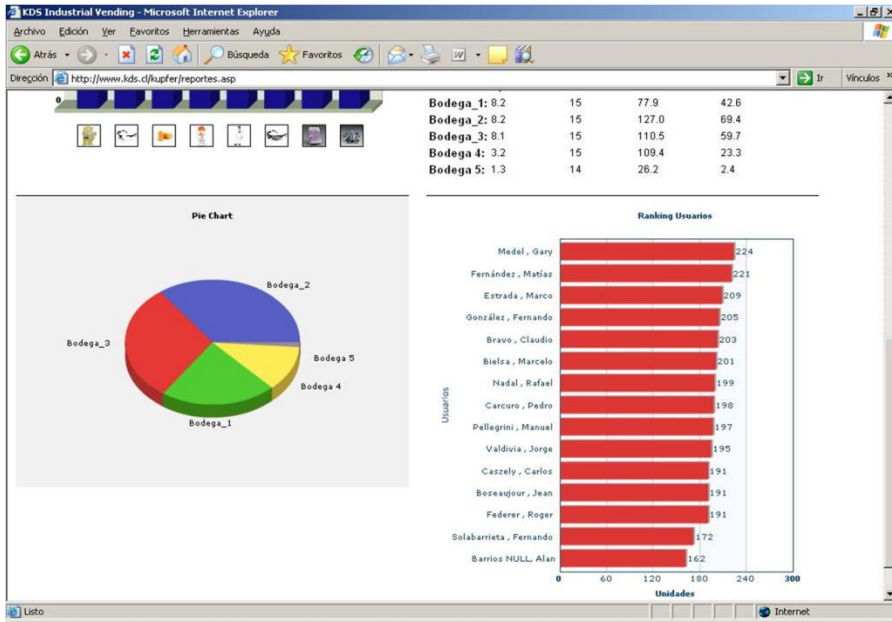 KDS Industrial Vending - Microsoft Internet Explorer
Archivo Edición Ver Favoritos Herramientas Ayuda
Atrás Búsqueda Favoritos
Dirección http://www.kds.cl/kupfer/reportes.asp Ir Vínculos »
0
Bodega_1: 8.2 15 77.9 42.6
Bodega_2: 8.2 15 127.0 69.4
Bodega_3: 8.1 15 110.5 59.7
Bodega 4: 3.2 15 109.4 23.3
Bodega 5: 1.3 14 26.2 2.4
Pie Chart
Bodega_2
Bodega_3
Bodega 5
Bodega 4
Bodega_1
Ranking Usuarios
Usuarios
Medel , Gary 224
Fernández , Matías 221
Estrada , Marco 209
González , Fernando 205
Bravo , Claudio 203
Bielsa , Marcelo 201
Nadal , Rafael 199
Carcuro , Pedro 198
Pellegrini , Manuel 197
Valdivia , Jorge 195
Caszely , Carlos 191
Boseaujour , Jean 191
Federer , Roger 191
Solabarrieta , Fernando 172
Barrios NULL, Alan 162
0 60 120 180 240 300
Unidades
Listo Internet